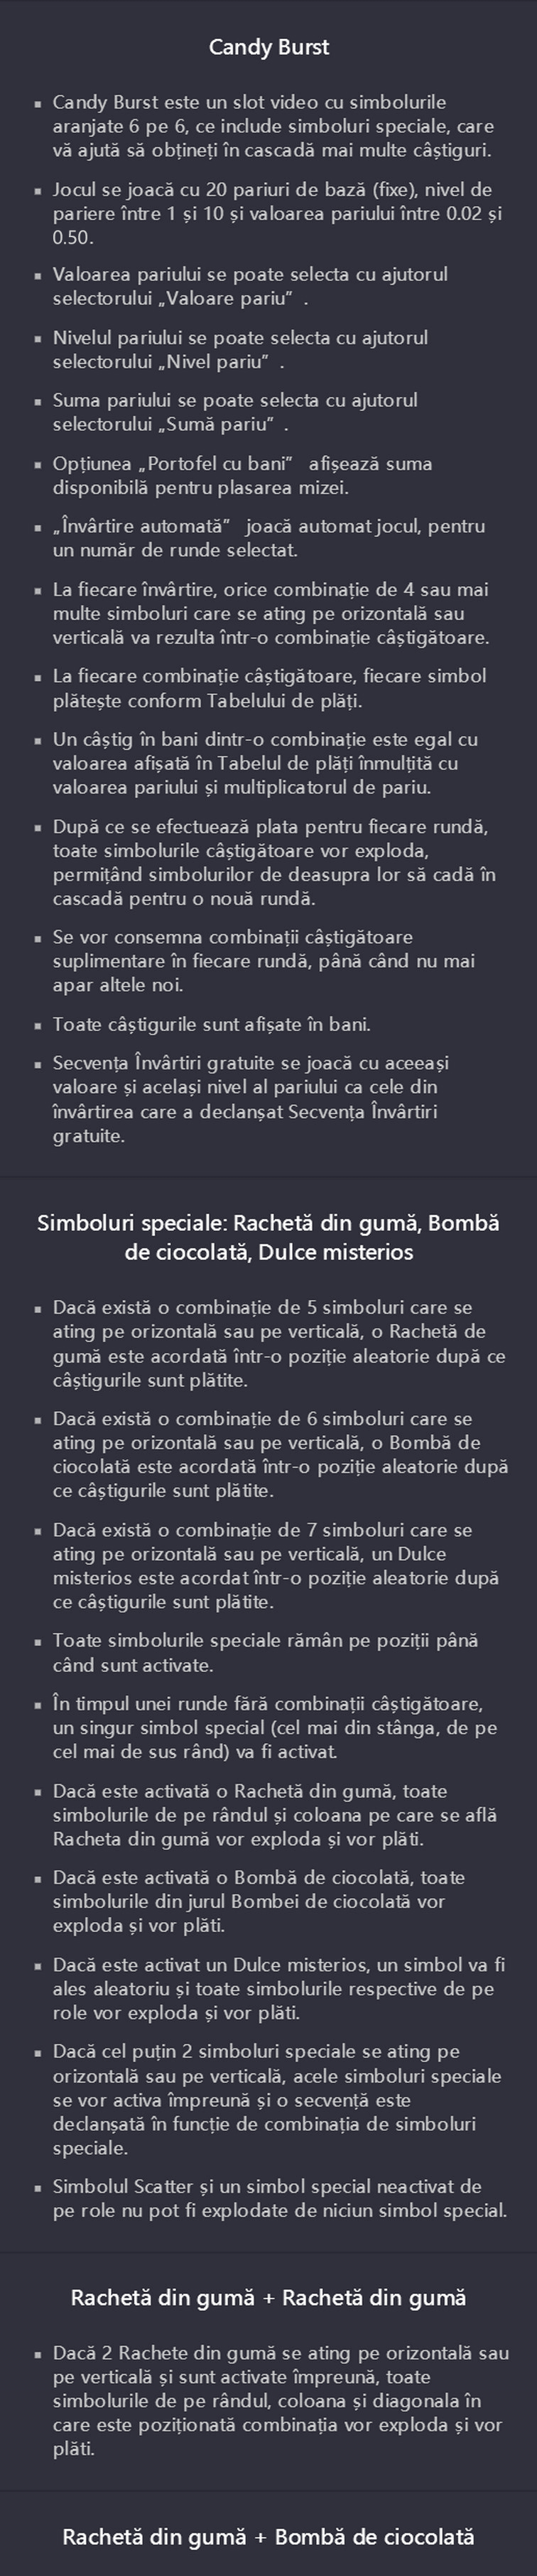 Candy Burst
▪ Candy Burst este un slot video cu simbolurile
aranjate 6 pe 6, ce include simboluri speciale, care
vă ajută să obțineți în cascadă mai multe câștiguri.
▪ Jocul se joacă cu 20 pariuri de bază (fixe), nivel de
pariere între 1 și 10 și valoarea pariului între 0.02 și
0.50.
▪ Valoarea pariului se poate selecta cu ajutorul
selectorului „Valoare pariu” .
▪ Nivelul pariului se poate selecta cu ajutorul
selectorului „Nivel pariu” .
▪ Suma pariului se poate selecta cu ajutorul
selectorului „Sumă pariu” .
▪ Opțiunea „Portofel cu bani” afișează suma
disponibilă pentru plasarea mizei.
▪ „Învârtire automată” joacă automat jocul, pentru
un număr de runde selectat.
▪ La fiecare învârtire, orice combinație de 4 sau mai
multe simboluri care se ating pe orizontală sau
verticală va rezulta într-o combinație câștigătoare.
▪ La fiecare combinație câștigătoare, fiecare simbol
plătește conform Tabelului de plăți.
▪ Un câștig în bani dintr-o combinație este egal cu
valoarea afișată în Tabelul de plăți înmulțită cu
valoarea pariului și multiplicatorul de pariu.
▪ După ce se efectuează plata pentru fiecare rundă,
toate simbolurile câștigătoare vor exploda,
permițând simbolurilor de deasupra lor să cadă în
cascadă pentru o nouă rundă.
▪ Se vor consemna combinații câștigătoare
suplimentare în fiecare rundă, până când nu mai
apar altele noi.
▪ Toate câștigurile sunt afișate în bani.
▪ Secvența Învârtiri gratuite se joacă cu aceeași
valoare și același nivel al pariului ca cele din
învârtirea care a declanșat Secvența Învârtiri
gratuite.
Simboluri speciale: Rachetă din gumă, Bombă
de ciocolată, Dulce misterios
▪ Dacă există o combinație de 5 simboluri care se
ating pe orizontală sau pe verticală, o Rachetă de
gumă este acordată într-o poziție aleatorie după ce
câștigurile sunt plătite.
▪ Dacă există o combinație de 6 simboluri care se
ating pe orizontală sau pe verticală, o Bombă de
ciocolată este acordată într-o poziție aleatorie după
ce câștigurile sunt plătite.
▪ Dacă există o combinație de 7 simboluri care se
ating pe orizontală sau pe verticală, un Dulce
misterios este acordat într-o poziție aleatorie după
ce câștigurile sunt plătite.
▪ Toate simbolurile speciale rămân pe poziții până
când sunt activate.
▪ În timpul unei runde fără combinații câștigătoare,
un singur simbol special (cel mai din stânga, de pe
cel mai de sus rând) va fi activat.
▪ Dacă este activată o Rachetă din gumă, toate
simbolurile de pe rândul și coloana pe care se află
Racheta din gumă vor exploda și vor plăti.
▪ Dacă este activată o Bombă de ciocolată, toate
simbolurile din jurul Bombei de ciocolată vor
exploda și vor plăti.
▪ Dacă este activat un Dulce misterios, un simbol va fi
ales aleatoriu și toate simbolurile respective de pe
role vor exploda și vor plăti.
▪ Dacă cel puțin 2 simboluri speciale se ating pe
orizontală sau pe verticală, acele simboluri speciale
se vor activa împreună și o secvență este
declanșată în funcție de combinația de simboluri
speciale.
▪ Simbolul Scatter și un simbol special neactivat de
pe role nu pot fi explodate de niciun simbol special.
Rachetă din gumă + Rachetă din gumă
▪ Dacă 2 Rachete din gumă se ating pe orizontală sau
pe verticală și sunt activate împreună, toate
simbolurile de pe rândul, coloana și diagonala în
care este poziționată combinația vor exploda și vor
plăti.
Rachetă din gumă + Bombă de ciocolată